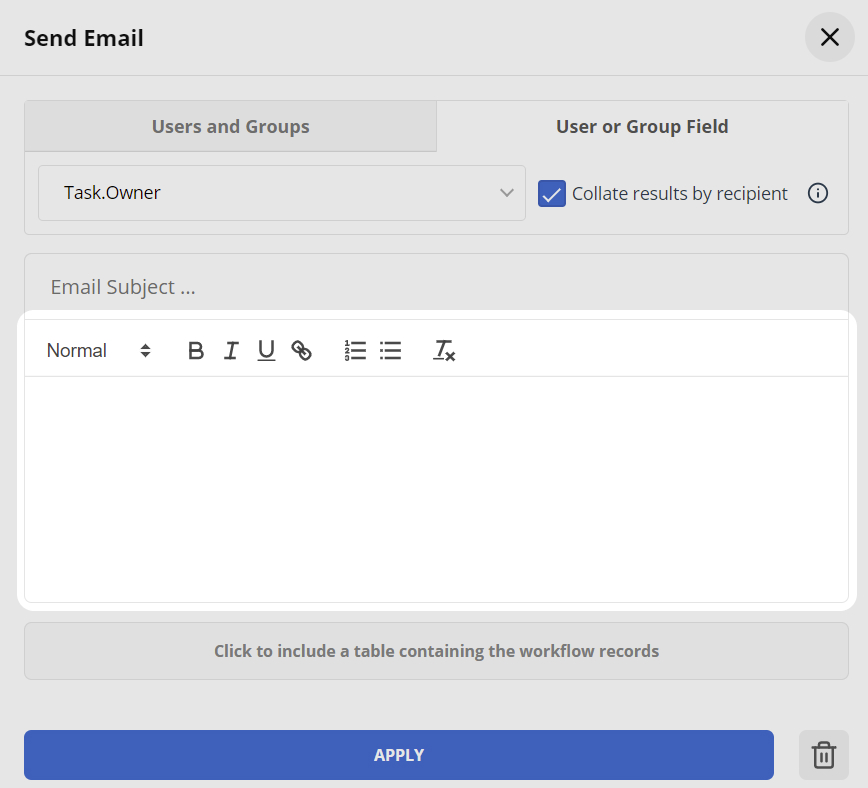 Send Email
Users and Groups
User or Group Field
Task.Owner
Collate results by recipient
Email Subject ...
Normal
Click to include a table containing the workflow records
APPLY